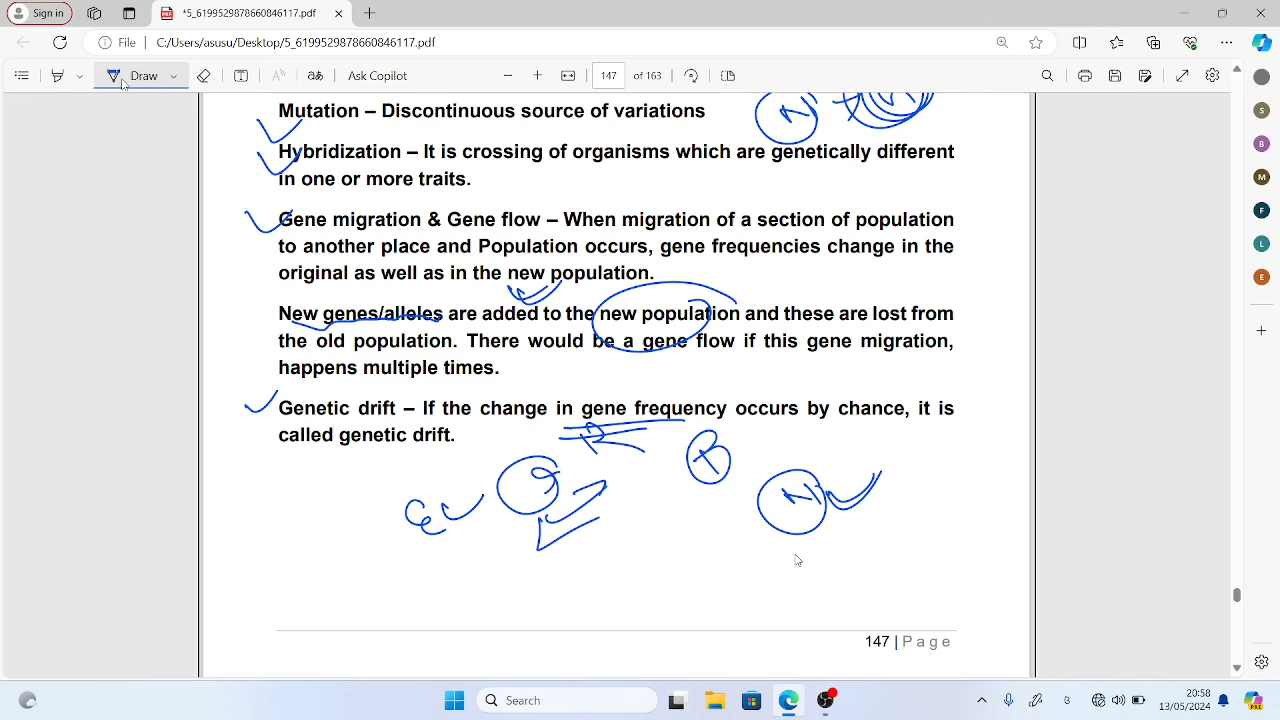 Sign in
*5_6199529878660846117.pdf
File
C:/Users/asusu/Desktop/5_6199529878660846117.pdf
Draw
Ask Copilot
147 of 163
Mutation – Discontinuous source of variations
Hybridization – It is crossing of organisms which are genetically different
in one or more traits.
Gene migration & Gene flow – When migration of a section of population
to another place and Population occurs, gene frequencies change in the
original as well as in the new population.
New genes/alleles are added to the new population and these are lost from
the old population. There would be a gene flow if this gene migration,
happens multiple times.
Genetic drift – If the change in gene frequency occurs by chance, it is
called genetic drift.
147 | Page
S
B
M
F
L
E
Search
20:58
13/05/2024